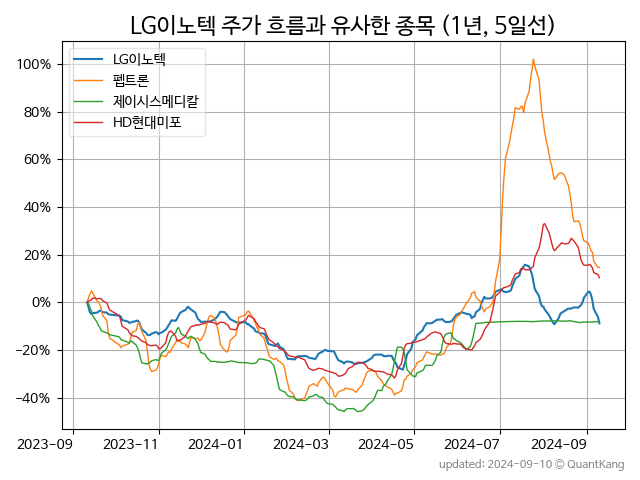 LG이노텍 주가 흐름과 유사한 종목 (1년, 5일선)
LG이노텍
펩트론
제이시스메디칼
HD현대미포
100%
80%
60%
40%
20%
0%
−20%
−40%
2023-09 2023-11 2024-01 2024-03 2024-05 2024-07 2024-09
updated: 2024-09-10 © QuantKang